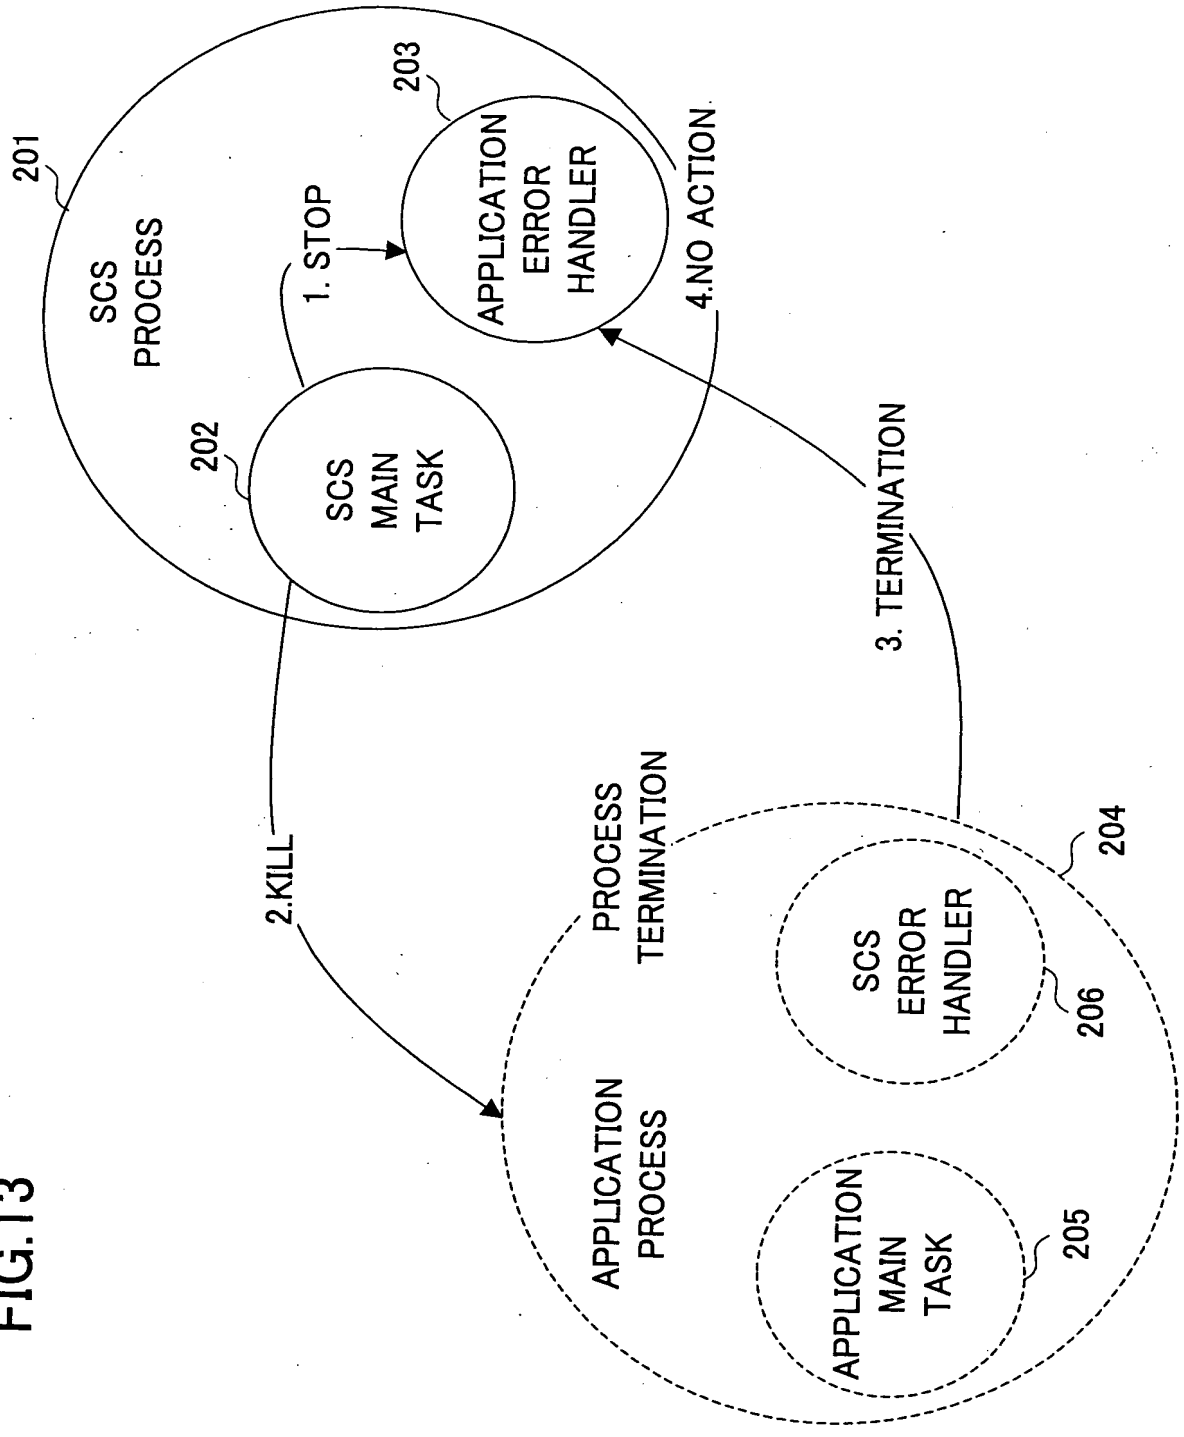 FIG.13
201
SCS
PROCESS
202
SCS
MAIN
TASK
1. STOP
203
APPLICATION
ERROR
HANDLER
4.NO ACTION
2.KILL
3. TERMINATION
PROCESS
TERMINATION
APPLICATION
PROCESS
204
SCS
ERROR
HANDLER
206
APPLICATION
MAIN
TASK
205